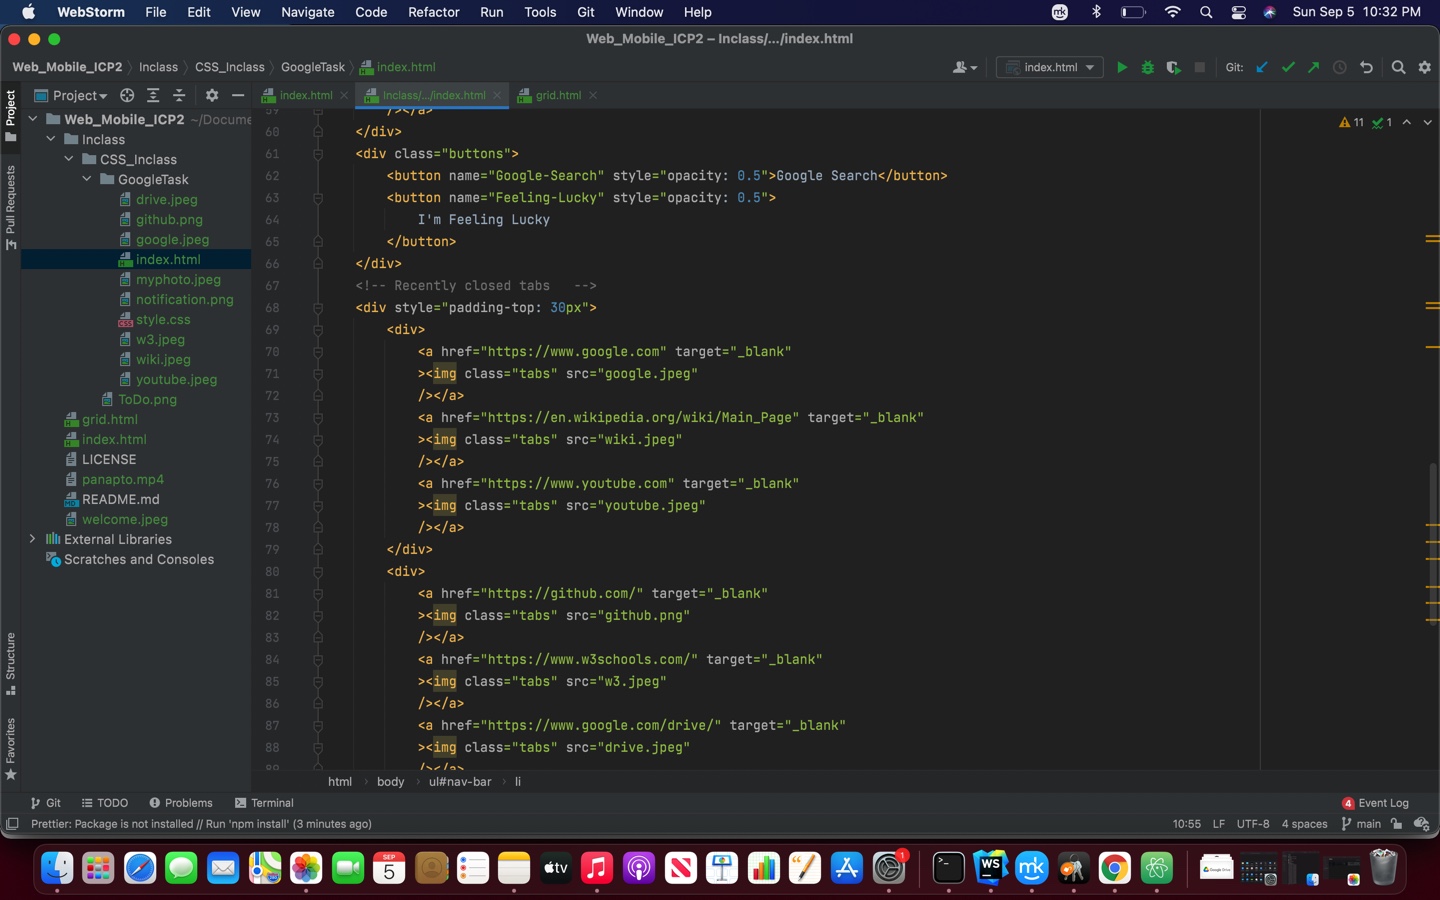 WebStorm File Edit View Navigate Code Refactor Run Tools Git Window Help mk Sun Sep 5 10:32 PM
Web_Mobile_ICP2 – Inclass/.../index.html
Web_Mobile_ICP2 Inclass CSS_Inclass GoogleTask index.html index.html Git:
Project index.html Inclass/.../index.html grid.html
Project
Pull Requests
Structure
Favorites
Web_Mobile_ICP2 ~/Docume
Inclass
CSS_Inclass
GoogleTask
drive.jpeg
github.png
google.jpeg
index.html
myphoto.jpeg
notification.png
style.css
w3.jpeg
wiki.jpeg
youtube.jpeg
ToDo.png
grid.html
index.html
LICENSE
panapto.mp4
README.md
welcome.jpeg
External Libraries
Scratches and Consoles
11 1
59 /></a>
60 </div>
61 <div class="buttons">
62 <button name="Google-Search" style="opacity: 0.5">Google Search</button>
63 <button name="Feeling-Lucky" style="opacity: 0.5">
64 I'm Feeling Lucky
65 </button>
66 </div>
67 <!-- Recently closed tabs -->
68 <div style="padding-top: 30px">
69 <div>
70 <a href="https://www.google.com" target="_blank"
71 ><img class="tabs" src="google.jpeg"
72 /></a>
73 <a href="https://en.wikipedia.org/wiki/Main_Page" target="_blank"
74 ><img class="tabs" src="wiki.jpeg"
75 /></a>
76 <a href="https://www.youtube.com" target="_blank"
77 ><img class="tabs" src="youtube.jpeg"
78 /></a>
79 </div>
80 <div>
81 <a href="https://github.com/" target="_blank"
82 ><img class="tabs" src="github.png"
83 /></a>
84 <a href="https://www.w3schools.com/" target="_blank"
85 ><img class="tabs" src="w3.jpeg"
86 /></a>
87 <a href="https://www.google.com/drive/" target="_blank"
88 ><img class="tabs" src="drive.jpeg"
89 /></a>
html body ul#nav-bar li
Git TODO Problems Terminal 4 Event Log
Prettier: Package is not installed // Run 'npm install' (3 minutes ago) 10:55 LF UTF-8 4 spaces main
SEP
5
tv
1
WS
mk
Google Drive